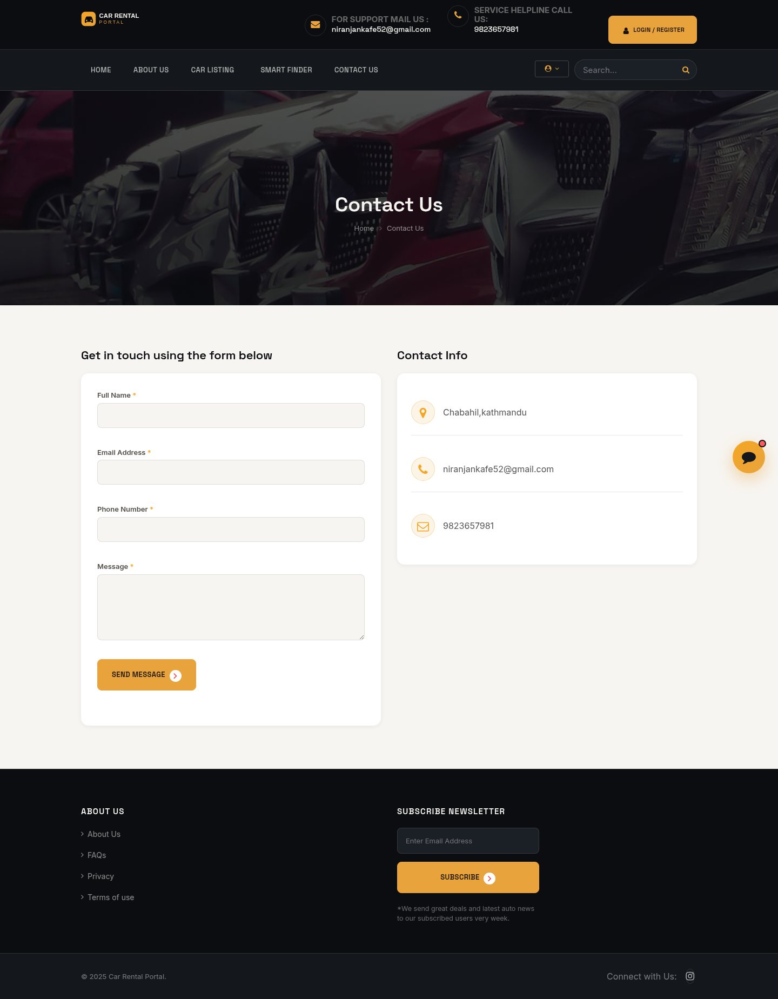 CAR RENTAL
PORTAL
FOR SUPPORT MAIL US :
niranjankafe52@gmail.com
SERVICE HELPLINE CALL
US:
9823657981
LOGIN / REGISTER
HOME
ABOUT US
CAR LISTING
SMART FINDER
CONTACT US
Search...
Contact Us
Home
Contact Us
Get in touch using the form below
Full Name *
Email Address *
Phone Number *
Message *
SEND MESSAGE
Contact Info
Chabahil,kathmandu
niranjankafe52@gmail.com
9823657981
ABOUT US
About Us
FAQs
Privacy
Terms of use
SUBSCRIBE NEWSLETTER
Enter Email Address
SUBSCRIBE
*We send great deals and latest auto news
to our subscribed users very week.
© 2025 Car Rental Portal.
Connect with Us: